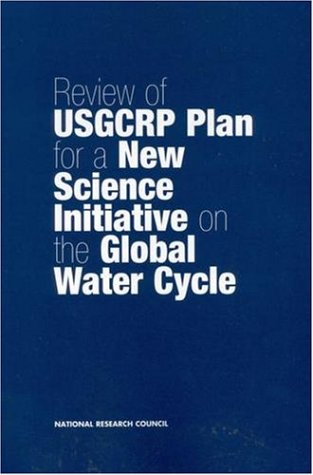 Review of
USGCRP Plan
for a New
Science
Initiative on
the Global
Water Cycle
NATIONAL RESEARCH COUNCIL